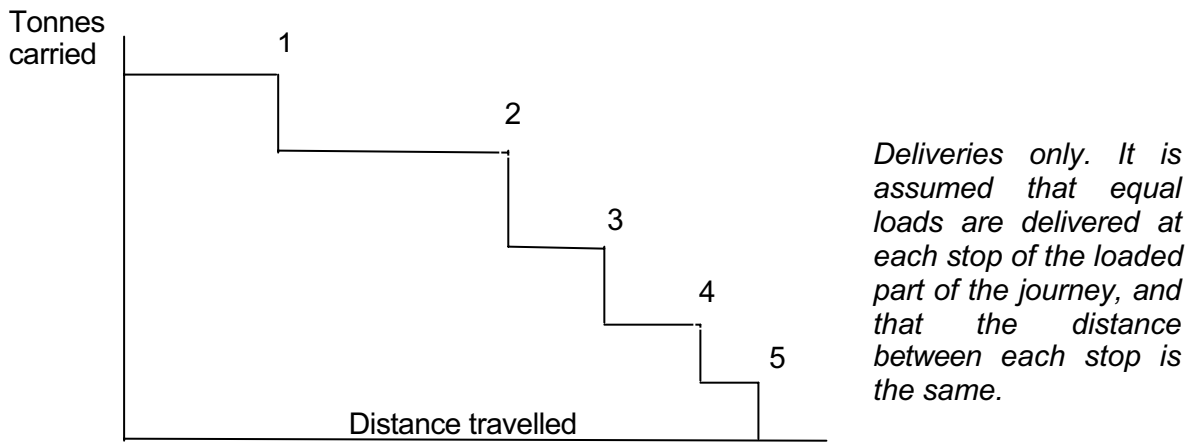 Tonnes
carried
1
2
3
4
5
Distance travelled
Deliveries only. It is
assumed that equal
loads are delivered at
each stop of the loaded
part of the journey, and
that the distance
between each stop is
the same.